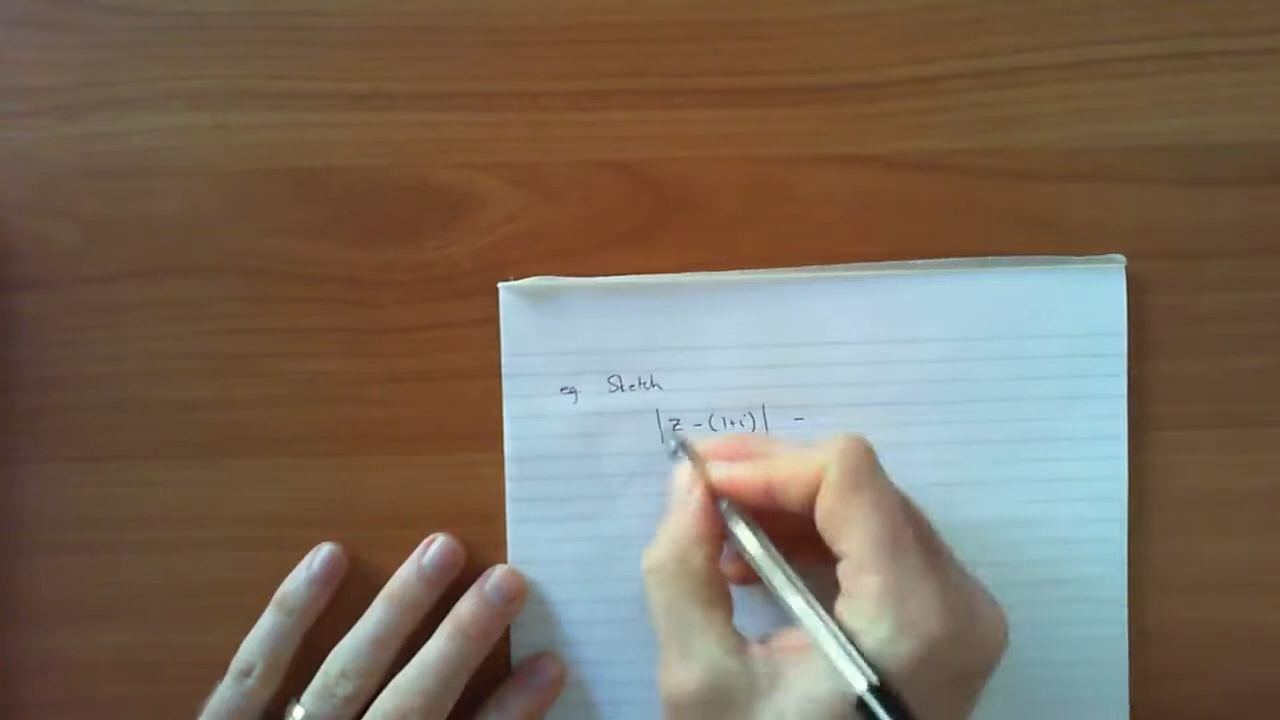 eg. Sketch
|z - (1+i)| -